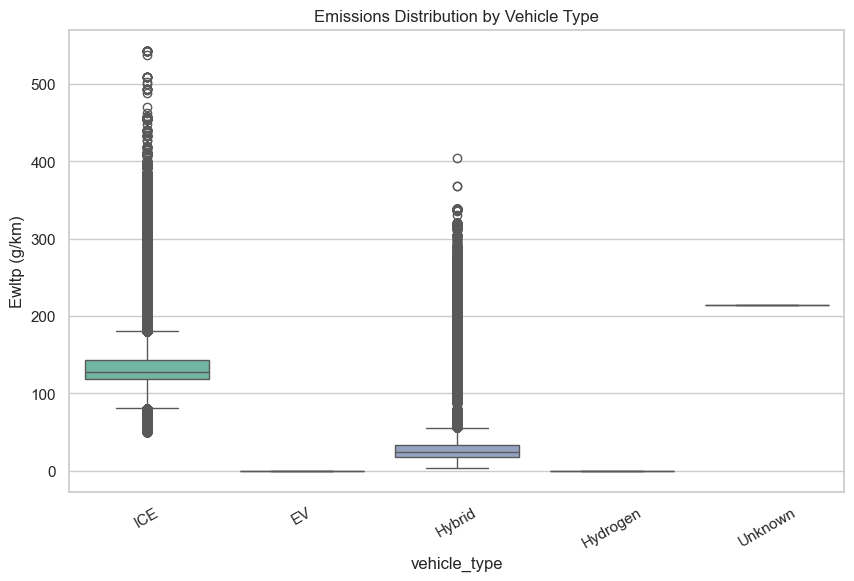 Emissions Distribution by Vehicle Type
Ewltp (g/km)
500
400
300
200
100
0
ICE
EV
Hybrid
Hydrogen
Unknown
vehicle_type